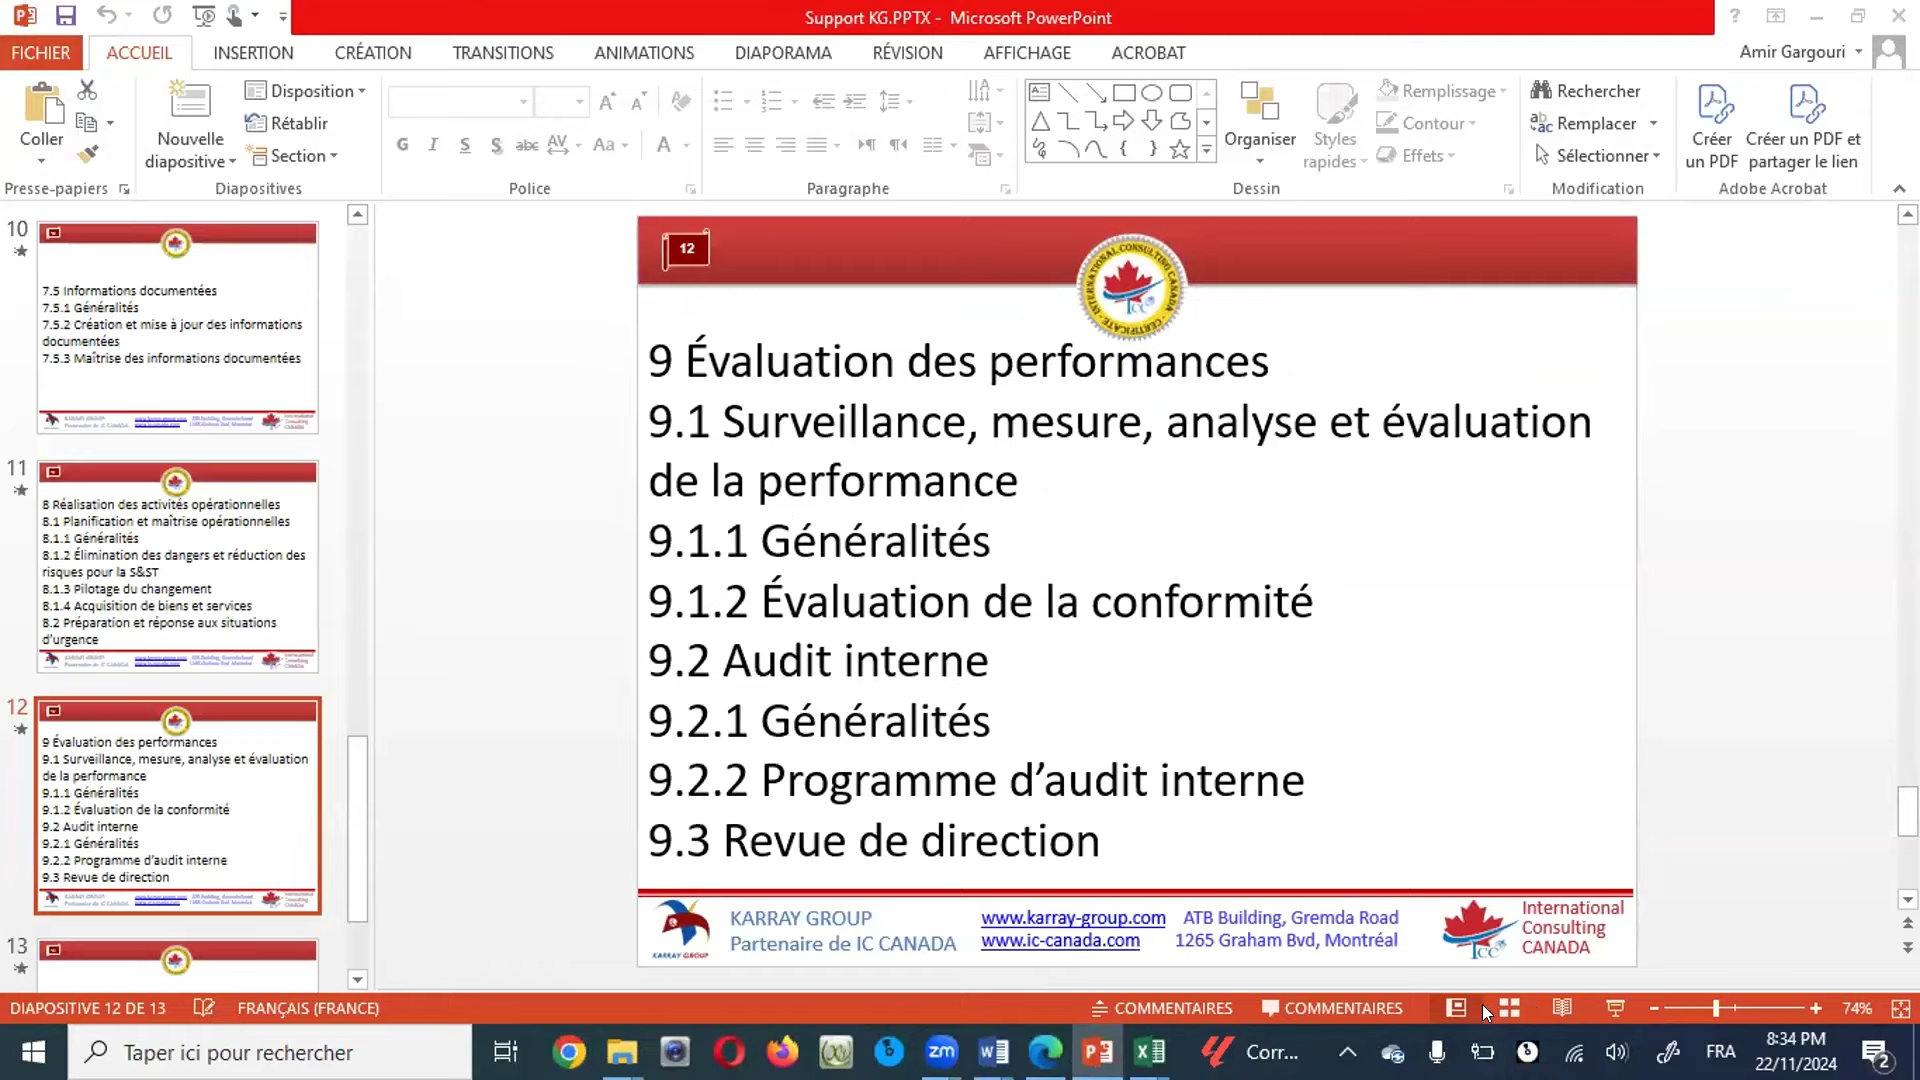 Support KG.PPTX - Microsoft PowerPoint
FICHIER ACCUEIL INSERTION CRÉATION TRANSITIONS ANIMATIONS DIAPORAMA RÉVISION AFFICHAGE ACROBAT
Amir Gargouri
Coller
Presse-papiers
Nouvelle diapositive
Disposition
Rétablir
Section
Diapositives
G I S S abc AV Aa A
Police
Paragraphe
Organiser
Styles rapides
Remplissage
Contour
Effets
Dessin
Rechercher
Remplacer
Sélectionner
Modification
Créer un PDF
Créer un PDF et partager le lien
Adobe Acrobat
10
7.5 Informations documentées
7.5.1 Généralités
7.5.2 Création et mise à jour des informations
documentées
7.5.3 Maîtrise des informations documentées
11
8 Réalisation des activités opérationnelles
8.1 Planification et maîtrise opérationnelles
8.1.1 Généralités
8.1.2 Élimination des dangers et réduction des
risques pour la S&ST
8.1.3 Pilotage du changement
8.1.4 Acquisition de biens et services
8.2 Préparation et réponse aux situations
d'urgence
12
9 Évaluation des performances
9.1 Surveillance, mesure, analyse et évaluation
de la performance
9.1.1 Généralités
9.1.2 Évaluation de la conformité
9.2 Audit interne
9.2.1 Généralités
9.2.2 Programme d'audit interne
9.3 Revue de direction
13
12
INTERNATIONAL CONSULTING CANADA
CERTIFICATE
ICC
9 Évaluation des performances
9.1 Surveillance, mesure, analyse et évaluation
de la performance
9.1.1 Généralités
9.1.2 Évaluation de la conformité
9.2 Audit interne
9.2.1 Généralités
9.2.2 Programme d'audit interne
9.3 Revue de direction
KARRAY GROUP
KARRAY GROUP
Partenaire de IC CANADA
www.karray-group.com
www.ic-canada.com
ATB Building, Gremda Road
1265 Graham Bvd, Montréal
ICC
International
Consulting
CANADA
DIAPOSITIVE 12 DE 13 FRANÇAIS (FRANCE) COMMENTAIRES COMMENTAIRES 74%
Taper ici pour rechercher
zm
Corr...
FRA
8:34 PM
22/11/2024
2